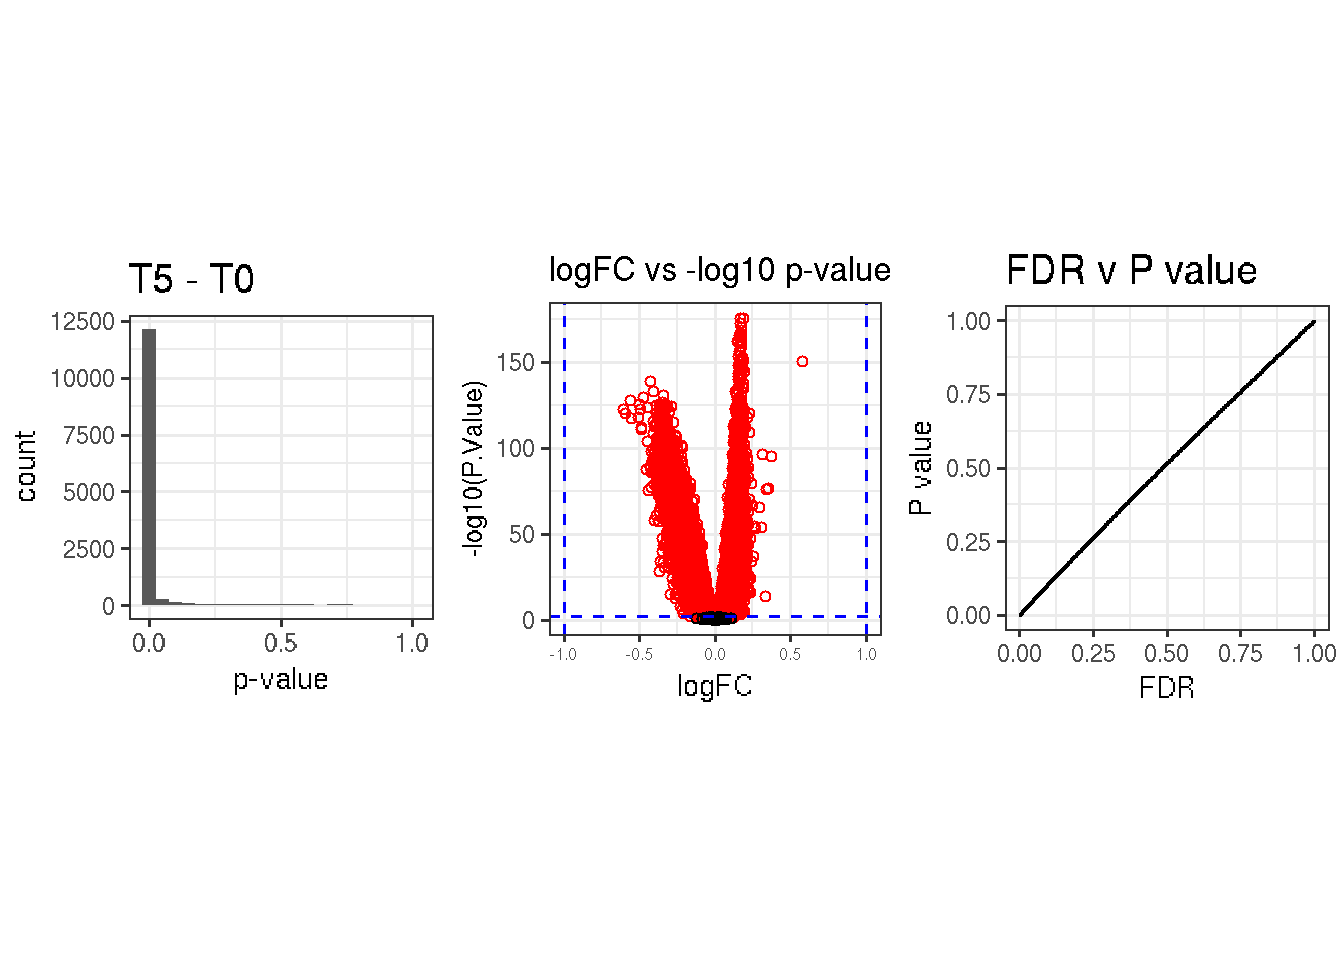 T5 - T0
12500
10000
7500
5000
2500
0
count
0.0 0.5 1.0
p-value
logFC vs -log10 p-value
150
100
50
0
-log10(P.Value)
-1.0 -0.5 0.0 0.5 1.0
logFC
FDR v P value
1.00
0.75
0.50
0.25
0.00
P value
0.00 0.25 0.50 0.75 1.00
FDR